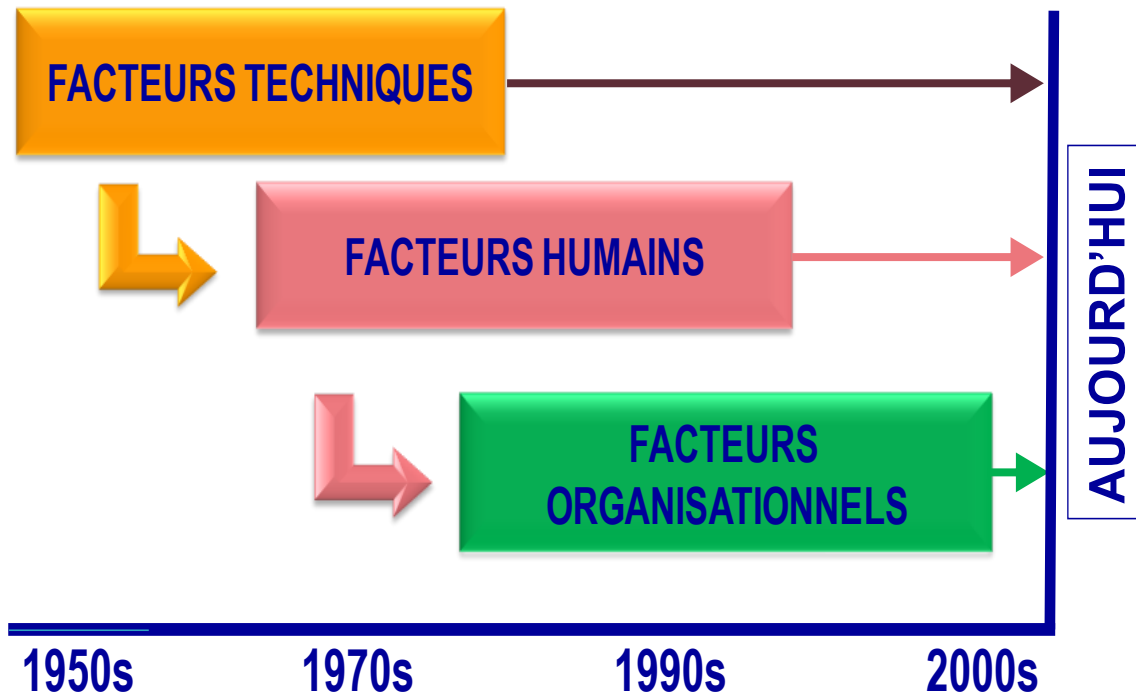 FACTEURS TECHNIQUES
FACTEURS HUMAINS
FACTEURS
ORGANISATIONNELS
AUJOURD’HUI
1950s 1970s 1990s 2000s